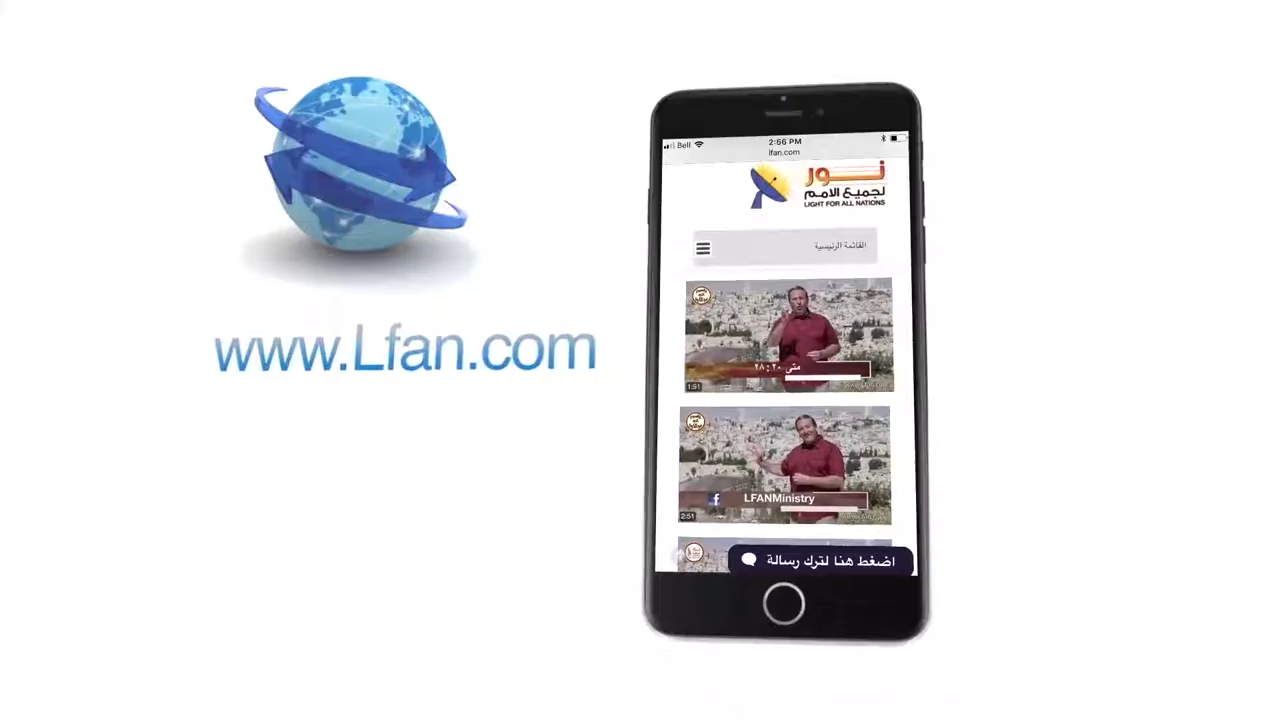 www.Lfan.com
Bell
2:56 PM
lfan.com
نور
لجميع الامم
LIGHT FOR ALL NATIONS
القائمة الرئيسية
متى ٢٠ : ٢٨
1:51
LFANMinistry
2:51
اضغط هنا لترك رسالة